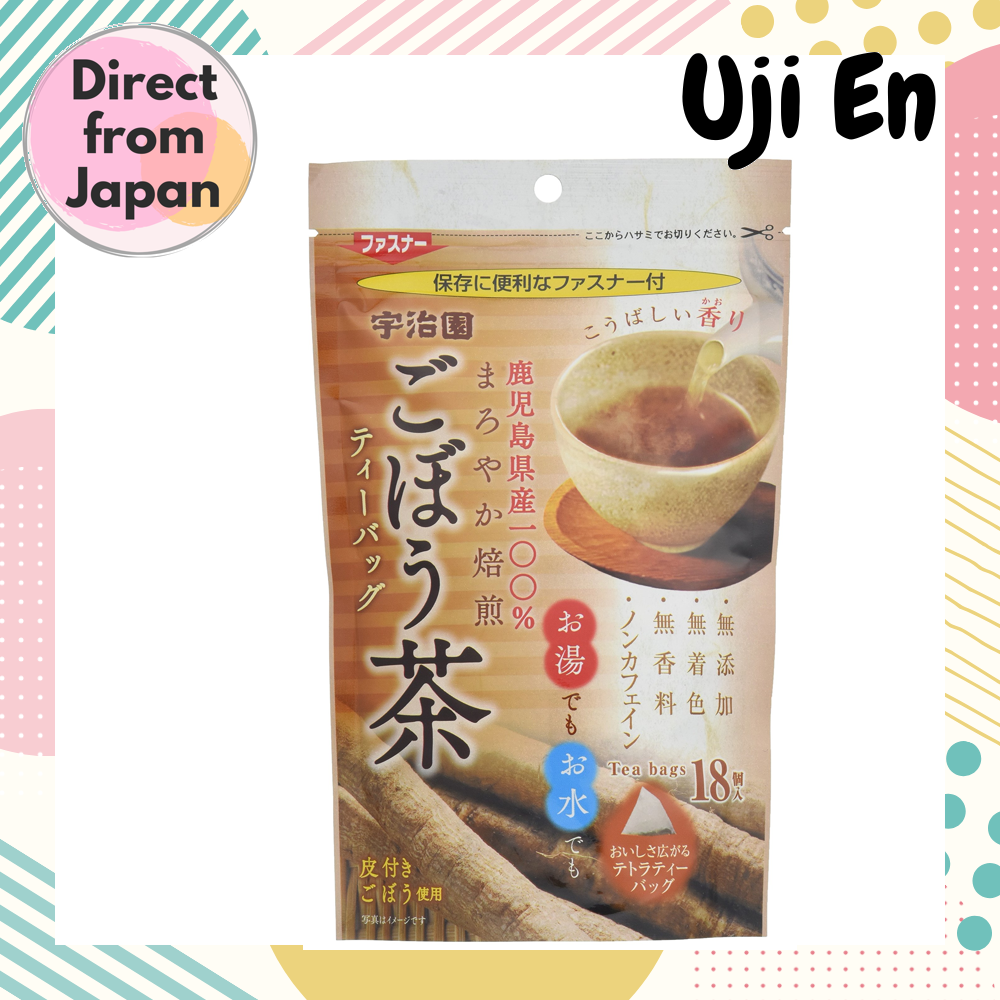 Direct
from
Japan
Uji En
ここからハサミでお切りください。
ファスナー
保存に便利なファスナー付
宇治園
こうばしい香り
かお
鹿児島県産一〇〇%
まろやか焙煎
ごぼう茶
ティーバッグ
・無添加
・無着色
・無香料
・ノンカフェイン
お湯でも
お水でも
Tea bags 18個入
おいしさ広がる
テトラティー
バッグ
皮付き
ごぼう使用
写真はイメージです